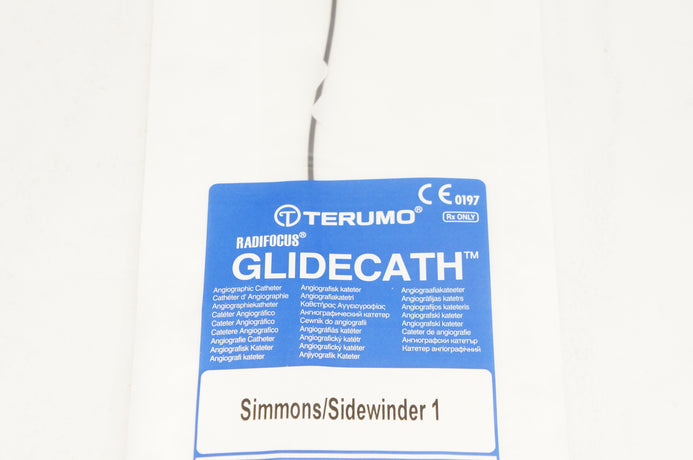 CE 0197
TERUMO®
Rx ONLY
RADIFOCUS®
GLIDECATH™
Angiographic Catheter
Cathéter d' Angiographie
Angiographiekatheter
Catéter Angiográfico
Cateter Angiográfico
Catetere Angiografico
Angiografie Catheter
Angiografisk Kateter
Angiografi kateter
Angiografisk kateter
Angiografiakatetri
Καθετήρας Αγγειογραφίας
Ангиографический катетер
Cewnik do angiografii
Angiográfiás katéter
Angiografický katétr
Angiografický katéter
Anjiyografik Kateter
Angiograafiakateeter
Angiogrāfijas katetrs
Angiografijos kateteris
Angiografski kateter
Angiografski kateter
Cateter de angiografie
Ангиографски катетър
Катетер ангіографічний
Simmons/Sidewinder 1